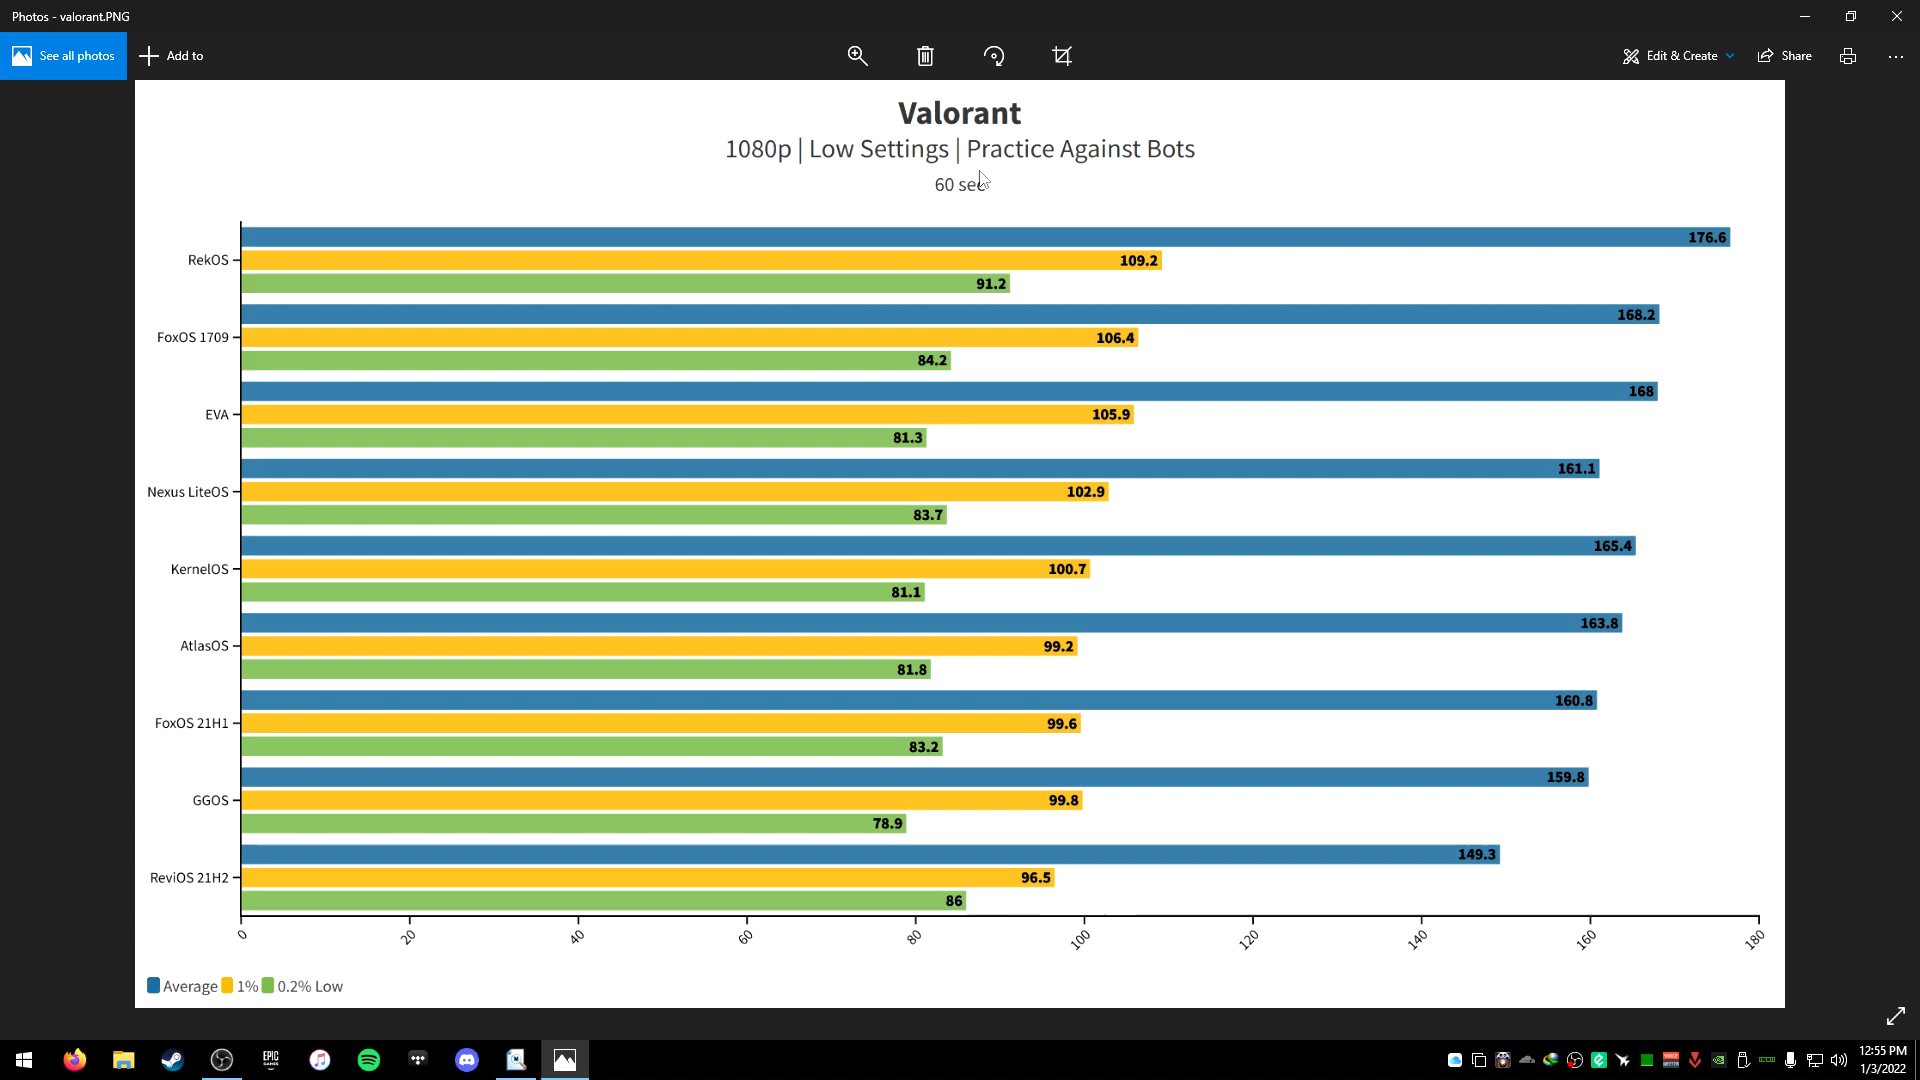 Photos - valorant.PNG
See all photos
Add to
Edit & Create
Share
Valorant
1080p | Low Settings | Practice Against Bots
60 sec
176.6
RekOS
109.2
91.2
168.2
FoxOS 1709
106.4
84.2
168
EVA
105.9
81.3
161.1
Nexus LiteOS
102.9
83.7
165.4
KernelOS
100.7
81.1
163.8
AtlasOS
99.2
81.8
160.8
FoxOS 21H1
99.6
83.2
159.8
GGOS
99.8
78.9
149.3
ReviOS 21H2
96.5
86
0 20 40 60 80 100 120 140 160 180
Average 1% 0.2% Low
EPIC
GAMES
12:55 PM
1/3/2022